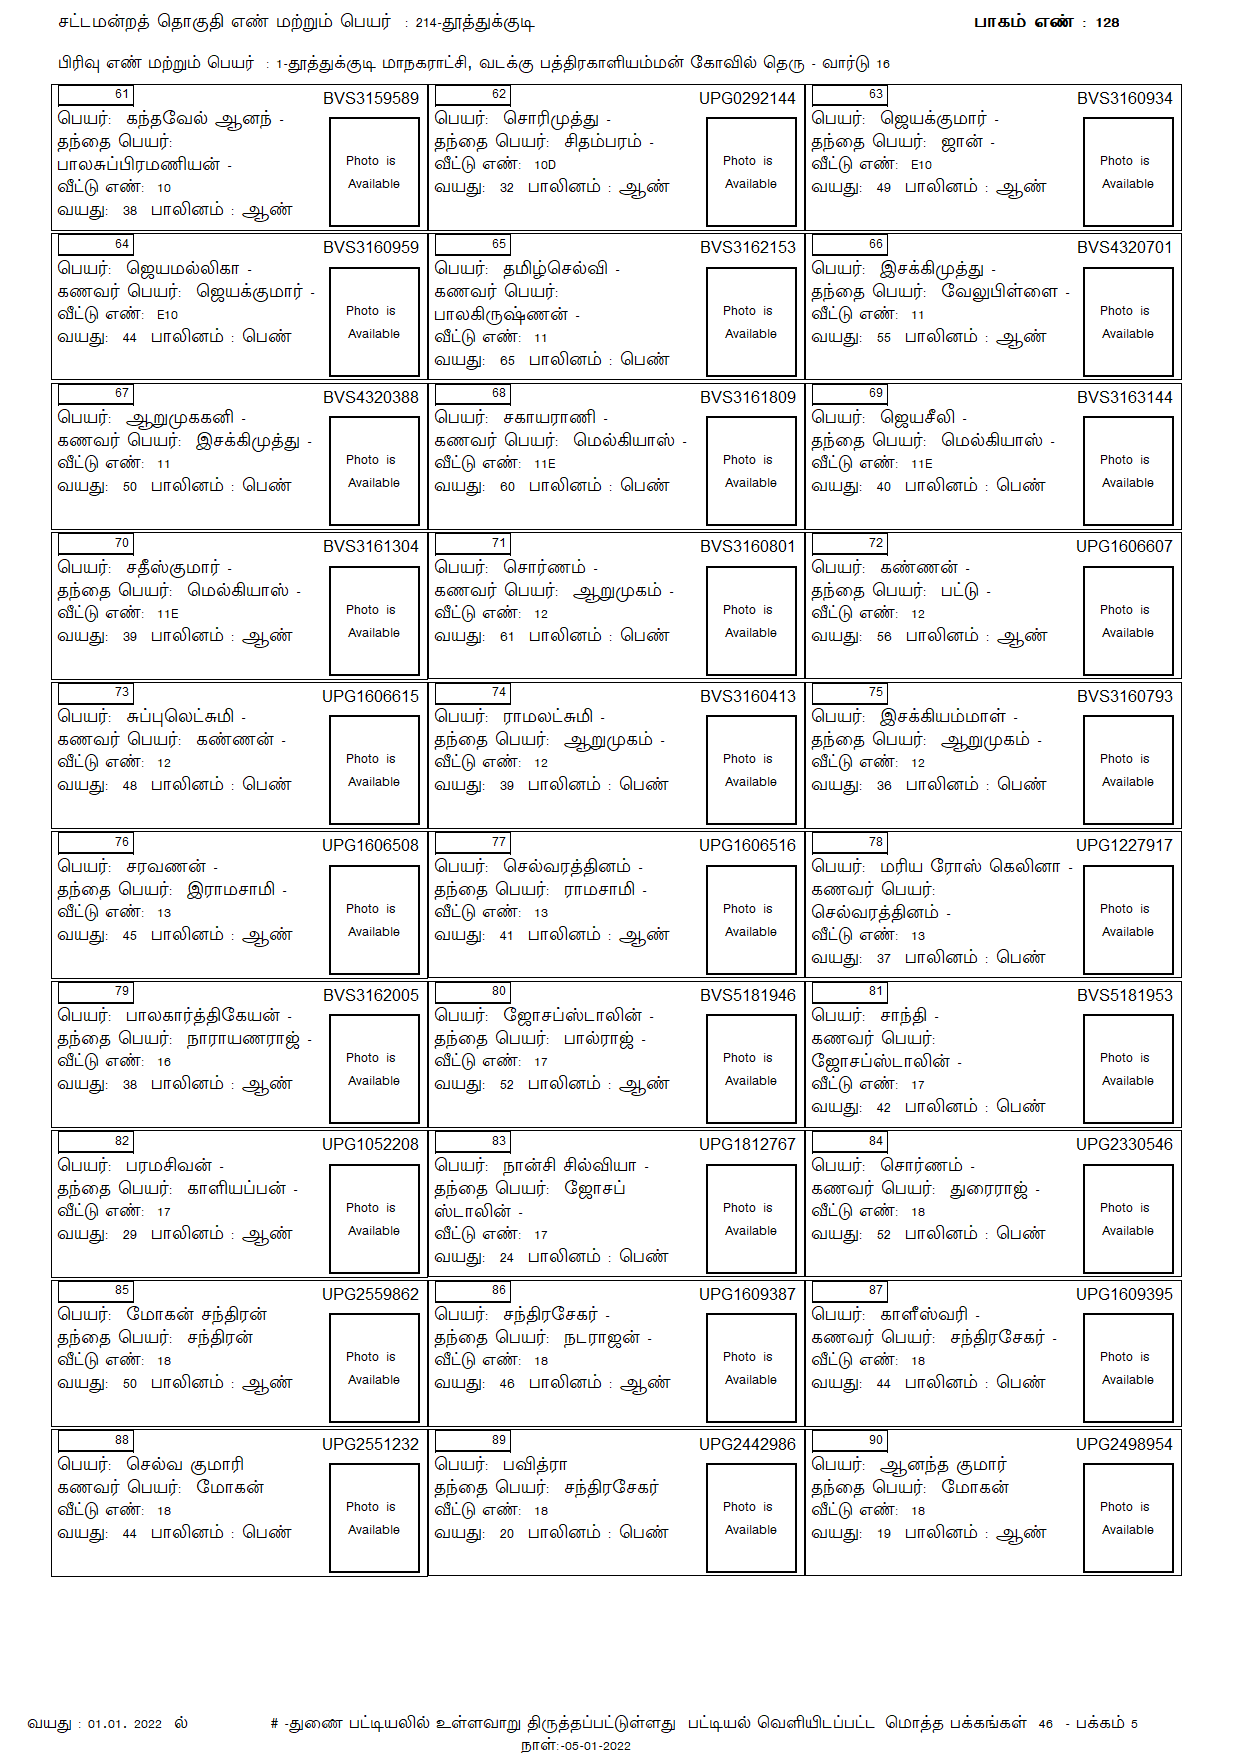 சட்டமன்றத் தொகுதி எண் மற்றும் பெயர் : 214-தூத்துக்குடி
பாகம் எண் : 128
பிரிவு எண் மற்றும் பெயர் : 1-தூத்துக்குடி மாநகராட்சி, வடக்கு பத்திரகாளியம்மன் கோவில் தெரு - வார்டு 16
61 BVS3159589
பெயர்: கந்தவேல் ஆனந் -
தந்தை பெயர்:
பாலசுப்பிரமணியன் -
வீட்டு எண்: 10
வயது: 38 பாலினம் : ஆண்
Photo is
Available
62 UPG0292144
பெயர்: சொரிமுத்து -
தந்தை பெயர்: சிதம்பரம் -
வீட்டு எண்: 10D
வயது: 32 பாலினம் : ஆண்
Photo is
Available
63 BVS3160934
பெயர்: ஜெயக்குமார் -
தந்தை பெயர்: ஜான் -
வீட்டு எண்: E10
வயது: 49 பாலினம் : ஆண்
Photo is
Available
64 BVS3160959
பெயர்: ஜெயமல்லிகா -
கணவர் பெயர்: ஜெயக்குமார் -
வீட்டு எண்: E10
வயது: 44 பாலினம் : பெண்
Photo is
Available
65 BVS3162153
பெயர்: தமிழ்செல்வி -
கணவர் பெயர்:
பாலகிருஷ்ணன் -
வீட்டு எண்: 11
வயது: 65 பாலினம் : பெண்
Photo is
Available
66 BVS4320701
பெயர்: இசக்கிமுத்து -
தந்தை பெயர்: வேலுபிள்ளை -
வீட்டு எண்: 11
வயது: 55 பாலினம் : ஆண்
Photo is
Available
67 BVS4320388
பெயர்: ஆறுமுககனி -
கணவர் பெயர்: இசக்கிமுத்து -
வீட்டு எண்: 11
வயது: 50 பாலினம் : பெண்
Photo is
Available
68 BVS3161809
பெயர்: சகாயராணி -
கணவர் பெயர்: மெல்கியாஸ் -
வீட்டு எண்: 11E
வயது: 60 பாலினம் : பெண்
Photo is
Available
69 BVS3163144
பெயர்: ஜெயசீலி -
தந்தை பெயர்: மெல்கியாஸ் -
வீட்டு எண்: 11E
வயது: 40 பாலினம் : பெண்
Photo is
Available
70 BVS3161304
பெயர்: சதீஸ்குமார் -
தந்தை பெயர்: மெல்கியாஸ் -
வீட்டு எண்: 11E
வயது: 39 பாலினம் : ஆண்
Photo is
Available
71 BVS3160801
பெயர்: சொர்ணம் -
கணவர் பெயர்: ஆறுமுகம் -
வீட்டு எண்: 12
வயது: 61 பாலினம் : பெண்
Photo is
Available
72 UPG1606607
பெயர்: கண்ணன் -
தந்தை பெயர்: பட்டு -
வீட்டு எண்: 12
வயது: 56 பாலினம் : ஆண்
Photo is
Available
73 UPG1606615
பெயர்: சுப்புலெட்சுமி -
கணவர் பெயர்: கண்ணன் -
வீட்டு எண்: 12
வயது: 48 பாலினம் : பெண்
Photo is
Available
74 BVS3160413
பெயர்: ராமலட்சுமி -
தந்தை பெயர்: ஆறுமுகம் -
வீட்டு எண்: 12
வயது: 39 பாலினம் : பெண்
Photo is
Available
75 BVS3160793
பெயர்: இசக்கியம்மாள் -
தந்தை பெயர்: ஆறுமுகம் -
வீட்டு எண்: 12
வயது: 36 பாலினம் : பெண்
Photo is
Available
76 UPG1606508
பெயர்: சரவணன் -
தந்தை பெயர்: இராமசாமி -
வீட்டு எண்: 13
வயது: 45 பாலினம் : ஆண்
Photo is
Available
77 UPG1606516
பெயர்: செல்வரத்தினம் -
தந்தை பெயர்: ராமசாமி -
வீட்டு எண்: 13
வயது: 41 பாலினம் : ஆண்
Photo is
Available
78 UPG1227917
பெயர்: மரிய ரோஸ் கெலினா -
கணவர் பெயர்:
செல்வரத்தினம் -
வீட்டு எண்: 13
வயது: 37 பாலினம் : பெண்
Photo is
Available
79 BVS3162005
பெயர்: பாலகார்த்திகேயன் -
தந்தை பெயர்: நாராயணராஜ் -
வீட்டு எண்: 16
வயது: 38 பாலினம் : ஆண்
Photo is
Available
80 BVS5181946
பெயர்: ஜோசப்ஸ்டாலின் -
தந்தை பெயர்: பால்ராஜ் -
வீட்டு எண்: 17
வயது: 52 பாலினம் : ஆண்
Photo is
Available
81 BVS5181953
பெயர்: சாந்தி -
கணவர் பெயர்:
ஜோசப்ஸ்டாலின் -
வீட்டு எண்: 17
வயது: 42 பாலினம் : பெண்
Photo is
Available
82 UPG1052208
பெயர்: பரமசிவன் -
தந்தை பெயர்: காளியப்பன் -
வீட்டு எண்: 17
வயது: 29 பாலினம் : ஆண்
Photo is
Available
83 UPG1812767
பெயர்: நான்சி சில்வியா -
தந்தை பெயர்: ஜோசப்
ஸ்டாலின் -
வீட்டு எண்: 17
வயது: 24 பாலினம் : பெண்
Photo is
Available
84 UPG2330546
பெயர்: சொர்ணம் -
கணவர் பெயர்: துரைராஜ் -
வீட்டு எண்: 18
வயது: 52 பாலினம் : பெண்
Photo is
Available
85 UPG2559862
பெயர்: மோகன் சந்திரன்
தந்தை பெயர்: சந்திரன்
வீட்டு எண்: 18
வயது: 50 பாலினம் : ஆண்
Photo is
Available
86 UPG1609387
பெயர்: சந்திரசேகர் -
தந்தை பெயர்: நடராஜன் -
வீட்டு எண்: 18
வயது: 46 பாலினம் : ஆண்
Photo is
Available
87 UPG1609395
பெயர்: காளீஸ்வரி -
கணவர் பெயர்: சந்திரசேகர் -
வீட்டு எண்: 18
வயது: 44 பாலினம் : பெண்
Photo is
Available
88 UPG2551232
பெயர்: செல்வ குமாரி
கணவர் பெயர்: மோகன்
வீட்டு எண்: 18
வயது: 44 பாலினம் : பெண்
Photo is
Available
89 UPG2442986
பெயர்: பவித்ரா
தந்தை பெயர்: சந்திரசேகர்
வீட்டு எண்: 18
வயது: 20 பாலினம் : பெண்
Photo is
Available
90 UPG2498954
பெயர்: ஆனந்த குமார்
தந்தை பெயர்: மோகன்
வீட்டு எண்: 18
வயது: 19 பாலினம் : ஆண்
Photo is
Available
வயது : 01.01. 2022 ல்
# -துணை பட்டியலில் உள்ளவாறு திருத்தப்பட்டுள்ளது பட்டியல் வெளியிடப்பட்ட மொத்த பக்கங்கள் 46 - பக்கம் 5
நாள்:-05-01-2022